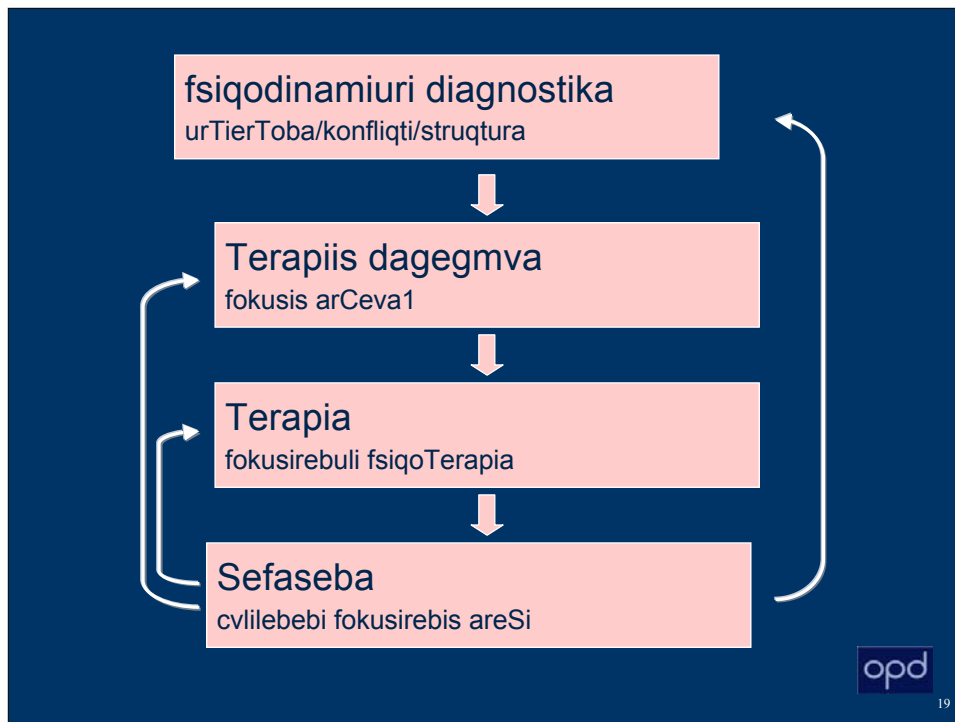 fsiqodinamiuri diagnostika
urTierToba/konfliqti/struqtura
Terapiis dagegmva
fokusis arCeva1
Terapia
fokusirebuli fsiqoTerapia
Sefaseba
cvlilebebi fokusirebis areSi
opd
19